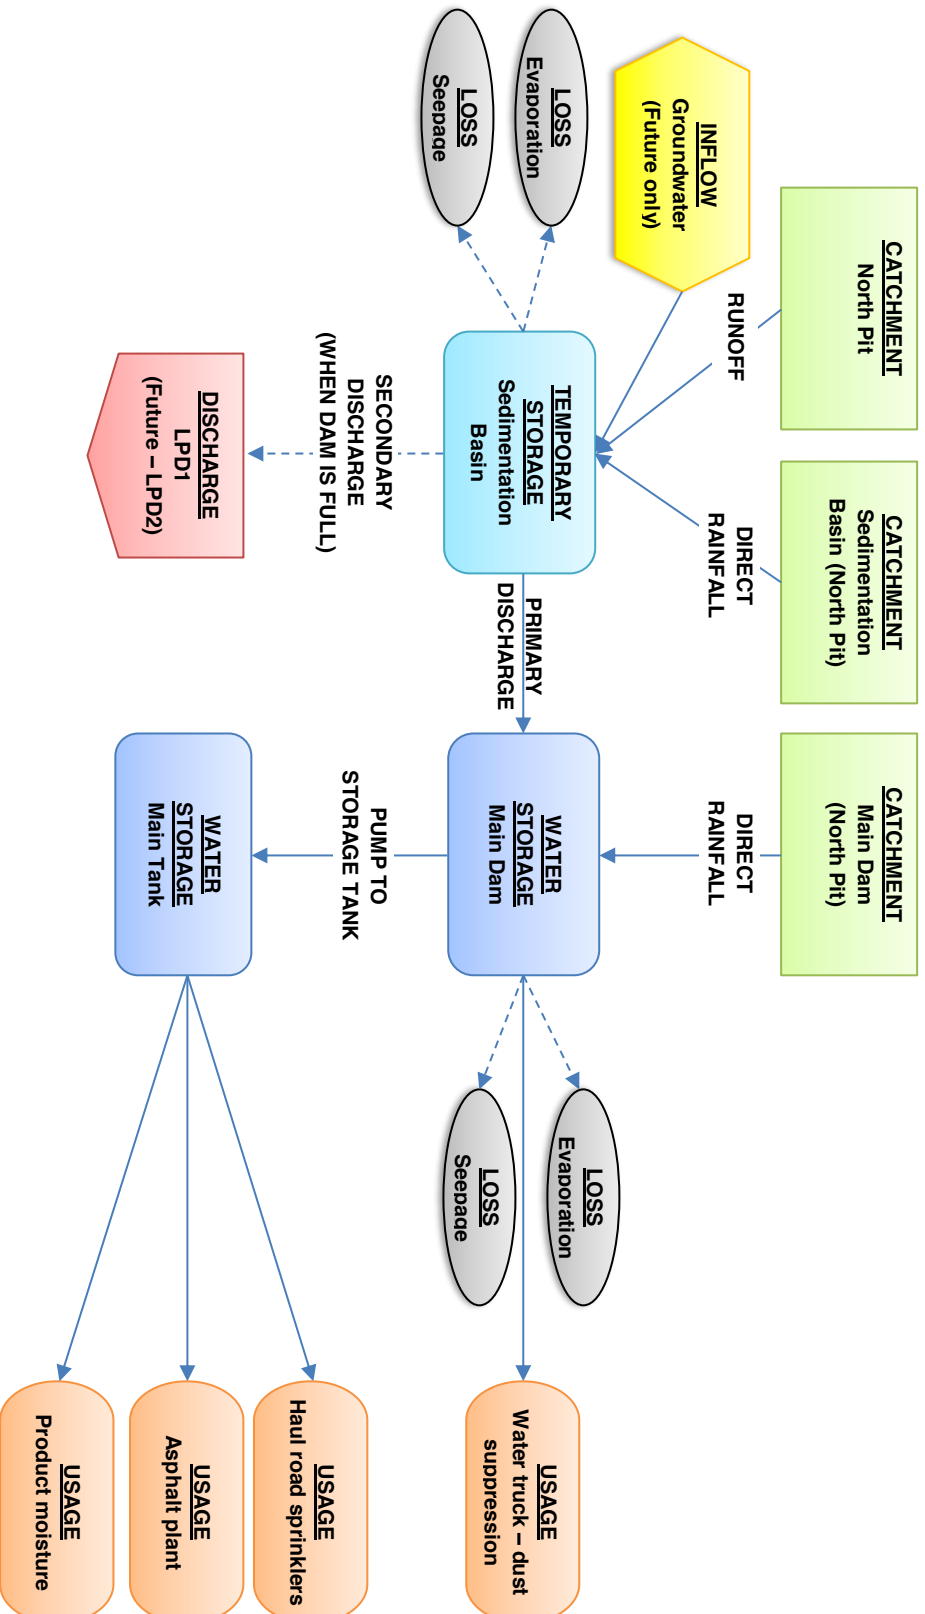 CATCHMENT
North Pit
CATCHMENT
Sedimentation
Basin (North Pit)
CATCHMENT
Main Dam
(North Pit)
INFLOW
Groundwater
(Future only)
RUNOFF
DIRECT
RAINFALL
DIRECT
RAINFALL
LOSS
Evaporation
LOSS
Seepage
TEMPORARY
STORAGE
Sedimentation
Basin
PRIMARY
DISCHARGE
WATER
STORAGE
Main Dam
LOSS
Evaporation
LOSS
Seepage
USAGE
Water truck – dust
suppression
SECONDARY
DISCHARGE
(WHEN DAM IS FULL)
PUMP TO
STORAGE TANK
DISCHARGE
LPD1
(Future – LPD2)
WATER
STORAGE
Main Tank
USAGE
Haul road sprinklers
USAGE
Asphalt plant
USAGE
Product moisture